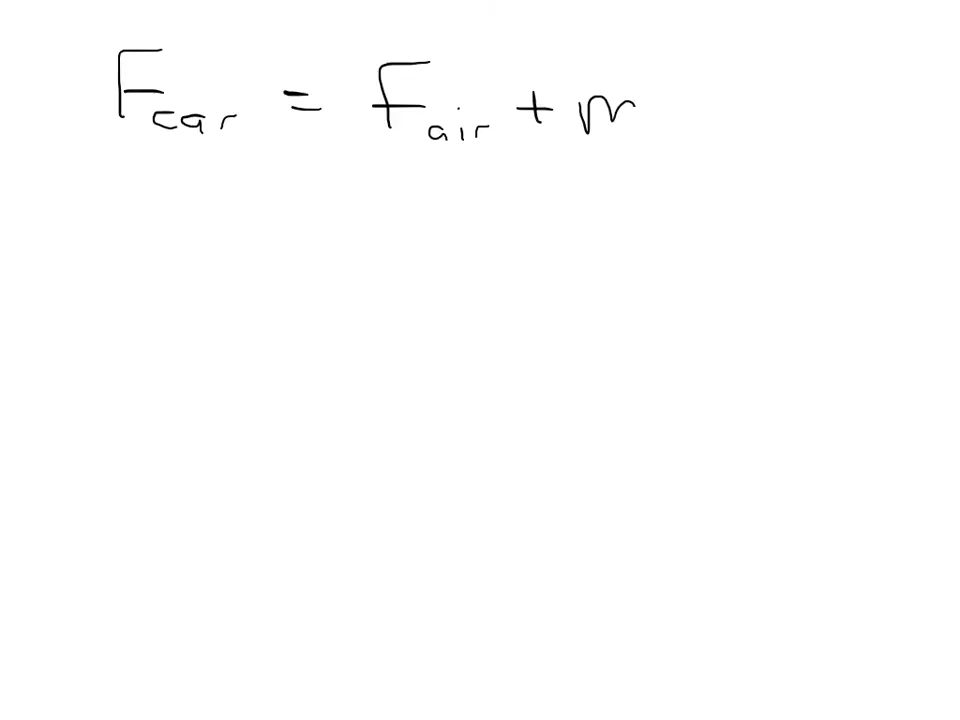 F_car = F_air + m